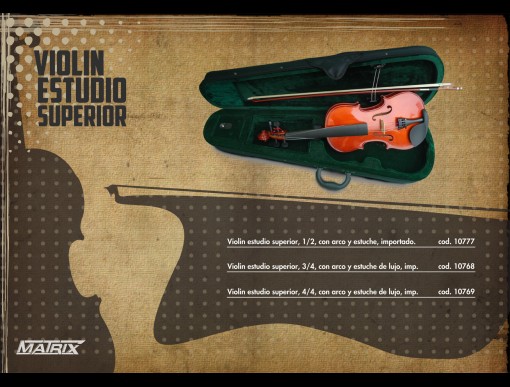 VIOLIN
ESTUDIO
SUPERIOR
Violin estudio superior, 1/2, con arco y estuche, importado. cod. 10777
Violin estudio superior, 3/4, con arco y estuche de lujo, imp. cod. 10768
Violin estudio superior, 4/4, con arco y estuche de lujo, imp. cod. 10769
MATRIX